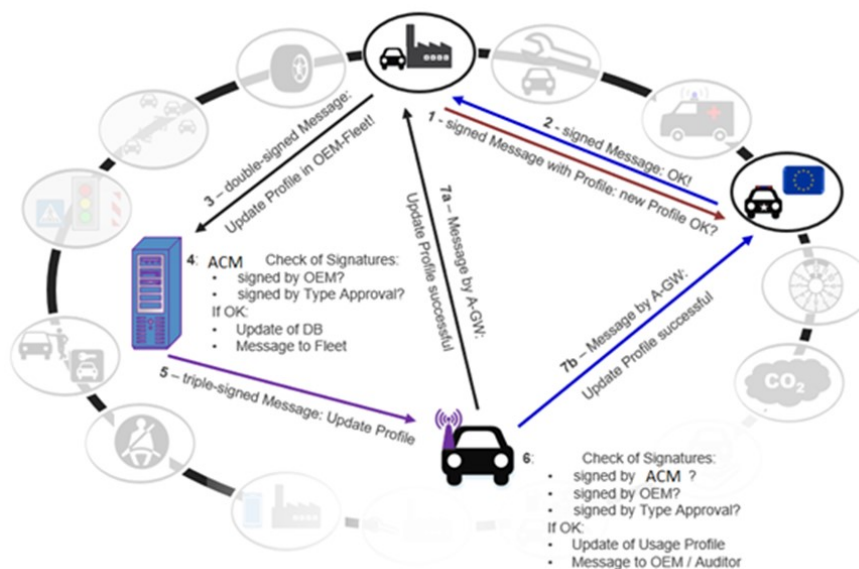 2 - signed Message: OK!
1 - signed Message with Profile: new Profile OK?
3 – double-signed Message:
Update Profile in OEM-Fleet!
4: ACM Check of Signatures:
• signed by OEM?
• signed by Type Approval?
If OK:
• Update of DB
• Message to Fleet
7a – Message by A-GW:
Update Profile successful
7b – Message by A-GW:
Update Profile successful
CO2
5 – triple-signed Message: Update Profile
6: Check of Signatures:
• signed by ACM ?
• signed by OEM?
• signed by Type Approval?
If OK:
• Update of Usage Profile
• Message to OEM / Auditor